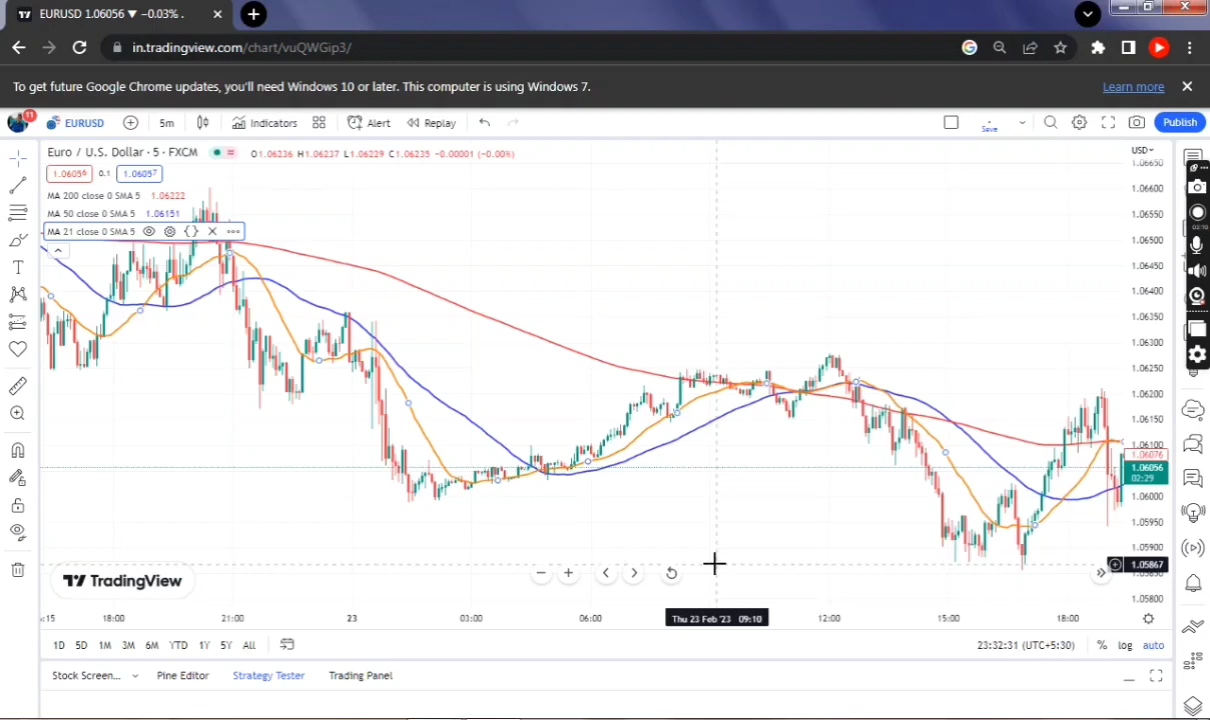 EURUSD 1.06056 ▼ −0.03% .
in.tradingview.com/chart/vuQWGip3/
To get future Google Chrome updates, you'll need Windows 10 or later. This computer is using Windows 7.
Learn more
11
EURUSD
5m
Indicators
Alert
Replay
Save
Publish
Euro / U.S. Dollar · 5 · FXCM
O1.06236 H1.06237 L1.06229 C1.06235 −0.00001 (−0.00%)
USD
1.06056 0.1 1.06057
MA 200 close 0 SMA 5 1.06222
MA 50 close 0 SMA 5 1.06151
MA 21 close 0 SMA 5
1.06650
1.06600
1.06550
1.06500
1.06450
1.06400
1.06350
1.06300
1.06250
1.06200
1.06150
1.06100
1.06076
1.06056
02:29
1.06000
1.05950
1.05900
1.05867
1.05800
03:10
TradingView
:15
18:00
21:00
23
03:00
06:00
Thu 23 Feb '23 09:10
12:00
15:00
18:00
1D 5D 1M 3M 6M YTD 1Y 5Y All
23:32:31 (UTC+5:30)
% log auto
Stock Screen...
Pine Editor
Strategy Tester
Trading Panel